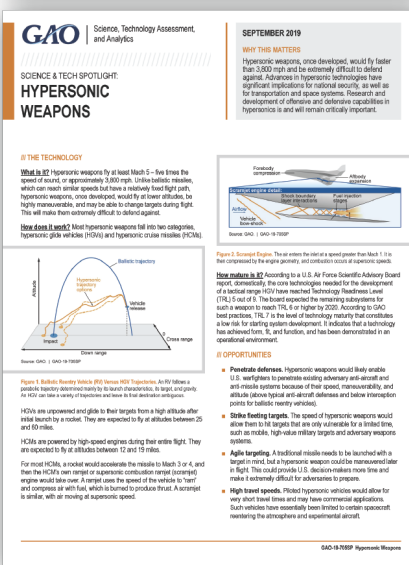 GAO
Science, Technology Assessment,
and Analytics
SCIENCE & TECH SPOTLIGHT:
HYPERSONIC
WEAPONS
SEPTEMBER 2019
WHY THIS MATTERS
Hypersonic weapons, once developed, would fly faster
than 3,600 mph and be extremely difficult to defend
against. Advances in hypersonic technologies have
significant implications for national security, as well as
for transportation and space systems. Research and
development of offensive and defensive capabilities in
hypersonics is and will remain critically important.
/// THE TECHNOLOGY
What is it? Hypersonic weapons fly at least Mach 5 – five times the
speed of sound, or approximately 3,600 mph. Unlike ballistic missiles,
which can reach similar speeds but have a relatively fixed flight path,
hypersonic weapons, once developed, would fly at lower altitudes, be
highly maneuverable, and may be able to change targets during flight.
This will make them extremely difficult to defend against.
How does it work? Most hypersonic weapons fall into two categories,
hypersonic glide vehicles (HGVs) and hypersonic cruise missiles (HCMs).
Ballistic trajectory
Hypersonic
trajectory
options
Altitude
Vehicle
release
Impact
0
Cross range
Down range
Source: GAO. | GAO-19-705SP
Figure 1. Ballistic Reentry Vehicle (RV) Versus HGV Trajectories. An RV follows a
parabolic trajectory determined mainly by its launch characteristics, its target, and gravity.
An HGV can take a variety of trajectories and leave its final destination ambiguous.
HGVs are unpowered and glide to their targets from a high altitude after
initial launch by a rocket. They are expected to fly at altitudes between 25
and 60 miles.
HCMs are powered by high-speed engines during their entire flight. They
are expected to fly at altitudes between 12 and 19 miles.
For most HCMs, a rocket would accelerate the missile to Mach 3 or 4, and
then the HCM's own ramjet or supersonic combustion ramjet (scramjet)
engine would take over. A ramjet uses the speed of the vehicle to "ram"
and compress air with fuel, which is burned to produce thrust. A scramjet
is similar, with air moving at supersonic speed.
Forebody
compression
Aftbody
expansion
Scramjet engine detail
Shock boundary
layer interactions
Fuel injection
stages
Airflow
Vehicle
bow shock
Source: GAO. | GAO-19-705SP
Figure 2. Scramjet Engine. The air enters the inlet at a speed greater than Mach 1. It is
then compressed by the engine geometry, and combustion occurs at supersonic speeds.
How mature is it? According to a U.S. Air Force Scientific Advisory Board
report, domestically, the core technologies needed for the development
of a tactical range HGV have reached Technology Readiness Level
(TRL) 5 out of 9. The board expected the remaining subsystems for
such a weapon to reach TRL 6 or higher by 2020. According to GAO
best practices, TRL 7 is the level of technology maturity that constitutes
a low risk for starting system development. It indicates that a technology
has achieved form, fit, and function, and has been demonstrated in an
operational environment.
/// OPPORTUNITIES
■ Penetrate defenses. Hypersonic weapons would likely enable
U.S. warfighters to penetrate existing adversary anti-aircraft and
anti-missile systems because of their speed, maneuverability, and
altitude (above typical anti-aircraft defenses and below interception
points for ballistic reentry vehicles).
■ Strike fleeting targets. The speed of hypersonic weapons would
allow them to hit targets that are only vulnerable for a limited time,
such as mobile, high-value military targets and adversary weapons
systems.
■ Agile targeting. A traditional missile needs to be launched with a
target in mind, but a hypersonic weapon could be maneuvered later
in flight. This could provide U.S. decision-makers more time and
make it extremely difficult for adversaries to prepare.
■ High travel speeds. Piloted hypersonic vehicles would allow for
very short travel times and may have commercial applications.
Such vehicles have essentially been limited to certain spacecraft
reentering the atmosphere and experimental aircraft.
GAO-19-705SP Hypersonic Weapons